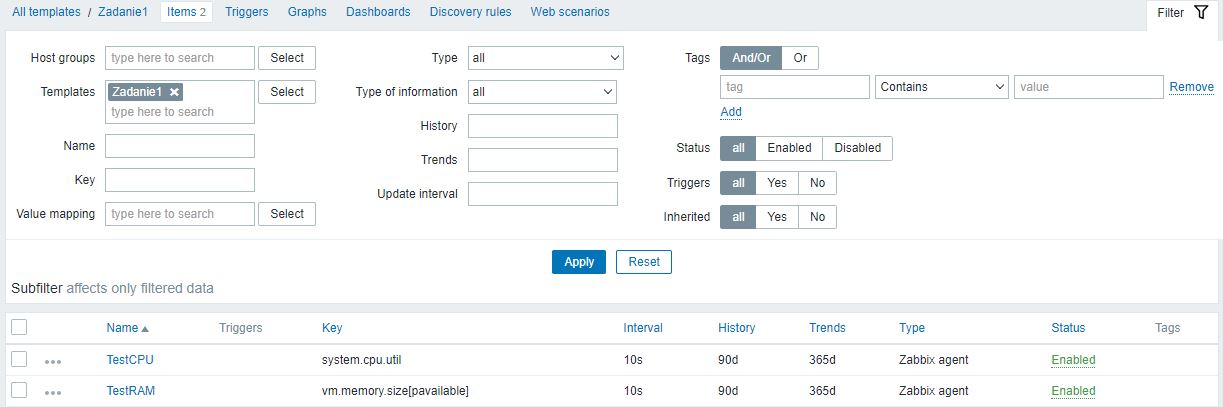 All templates / Zadanie1 Items 2 Triggers Graphs Dashboards Discovery rules Web scenarios Filter
Host groups type here to search Select Type all Tags And/Or Or
tag Contains value Remove
Templates Zadanie1 × Select Type of information all
type here to search Add
History
Name Status all Enabled Disabled
Trends
Key Triggers all Yes No
Update interval
Value mapping type here to search Select Inherited all Yes No
Apply Reset
Subfilter affects only filtered data
Name Triggers Key Interval History Trends Type Status Tags
TestCPU system.cpu.util 10s 90d 365d Zabbix agent Enabled
TestRAM vm.memory.size[pavailable] 10s 90d 365d Zabbix agent Enabled